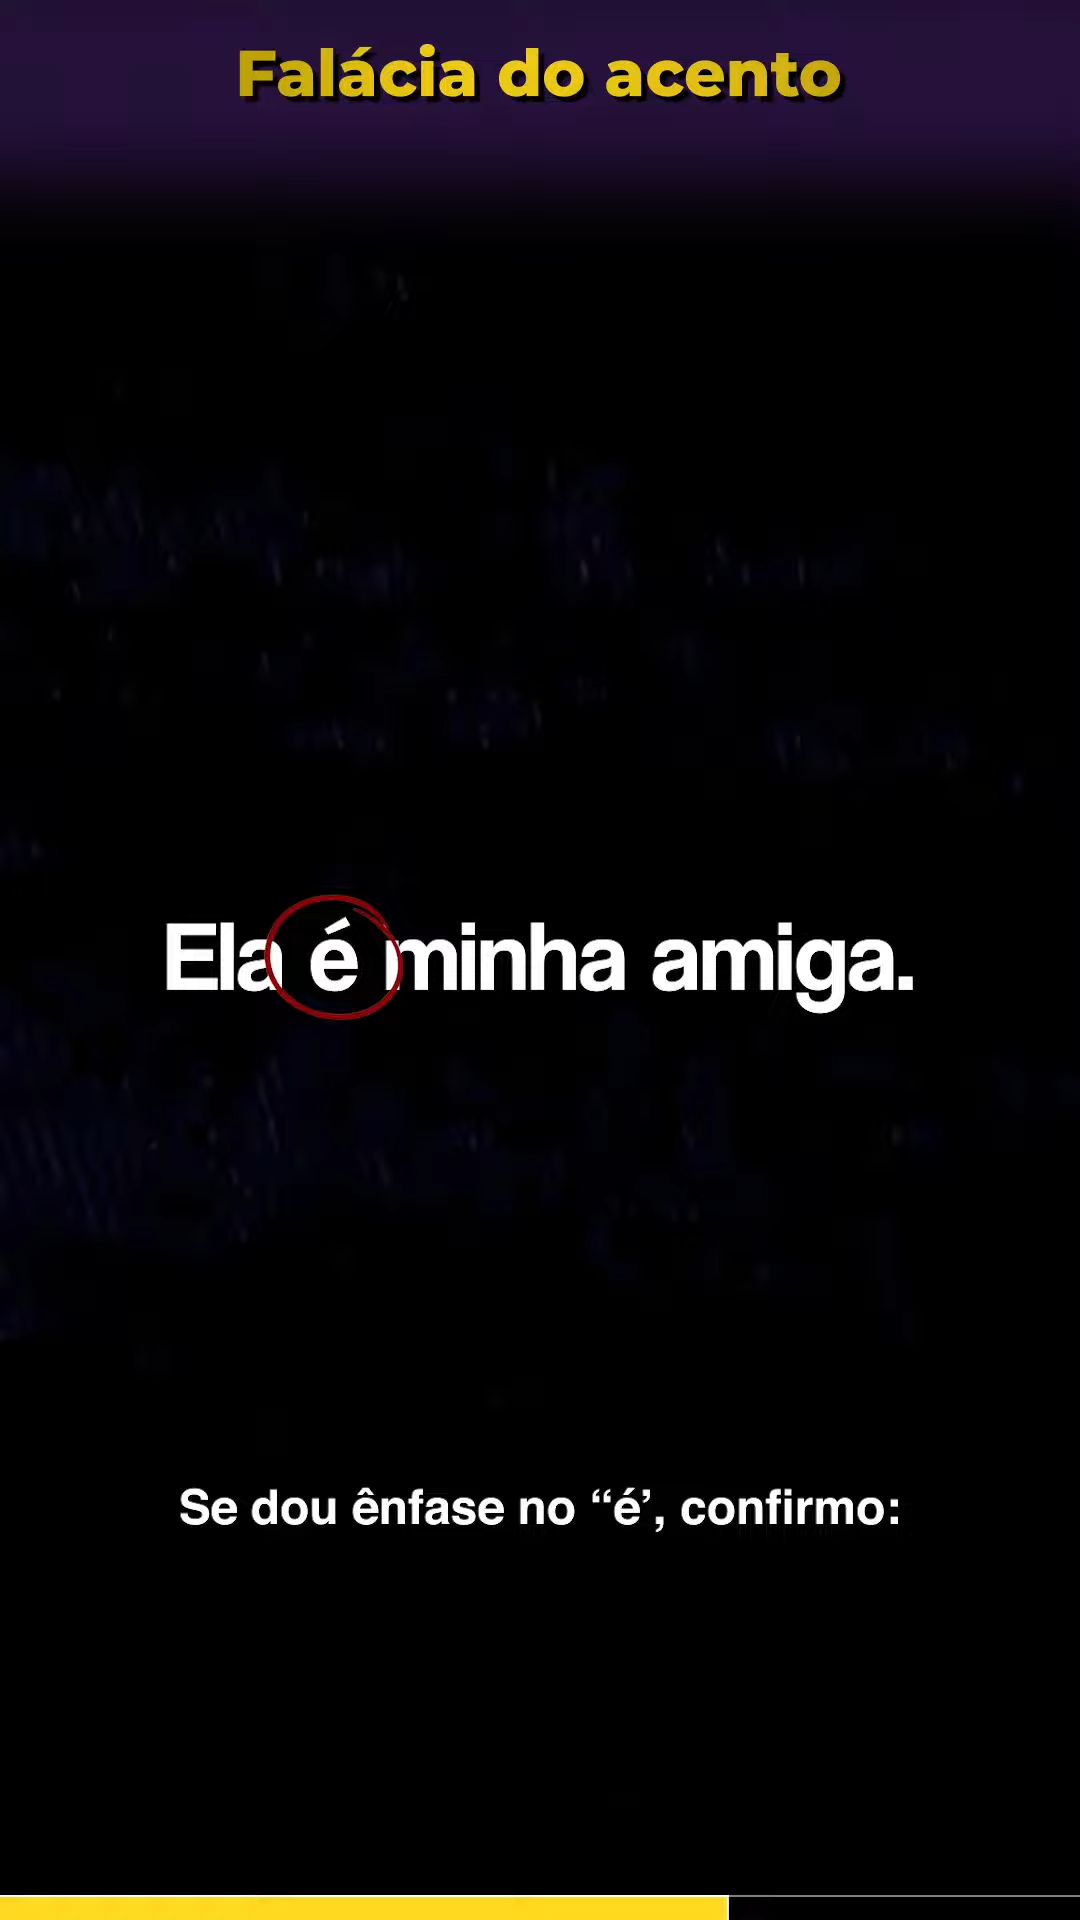 Falácia do acento
Ela é minha amiga.
Se dou ênfase no “é’, confirmo: